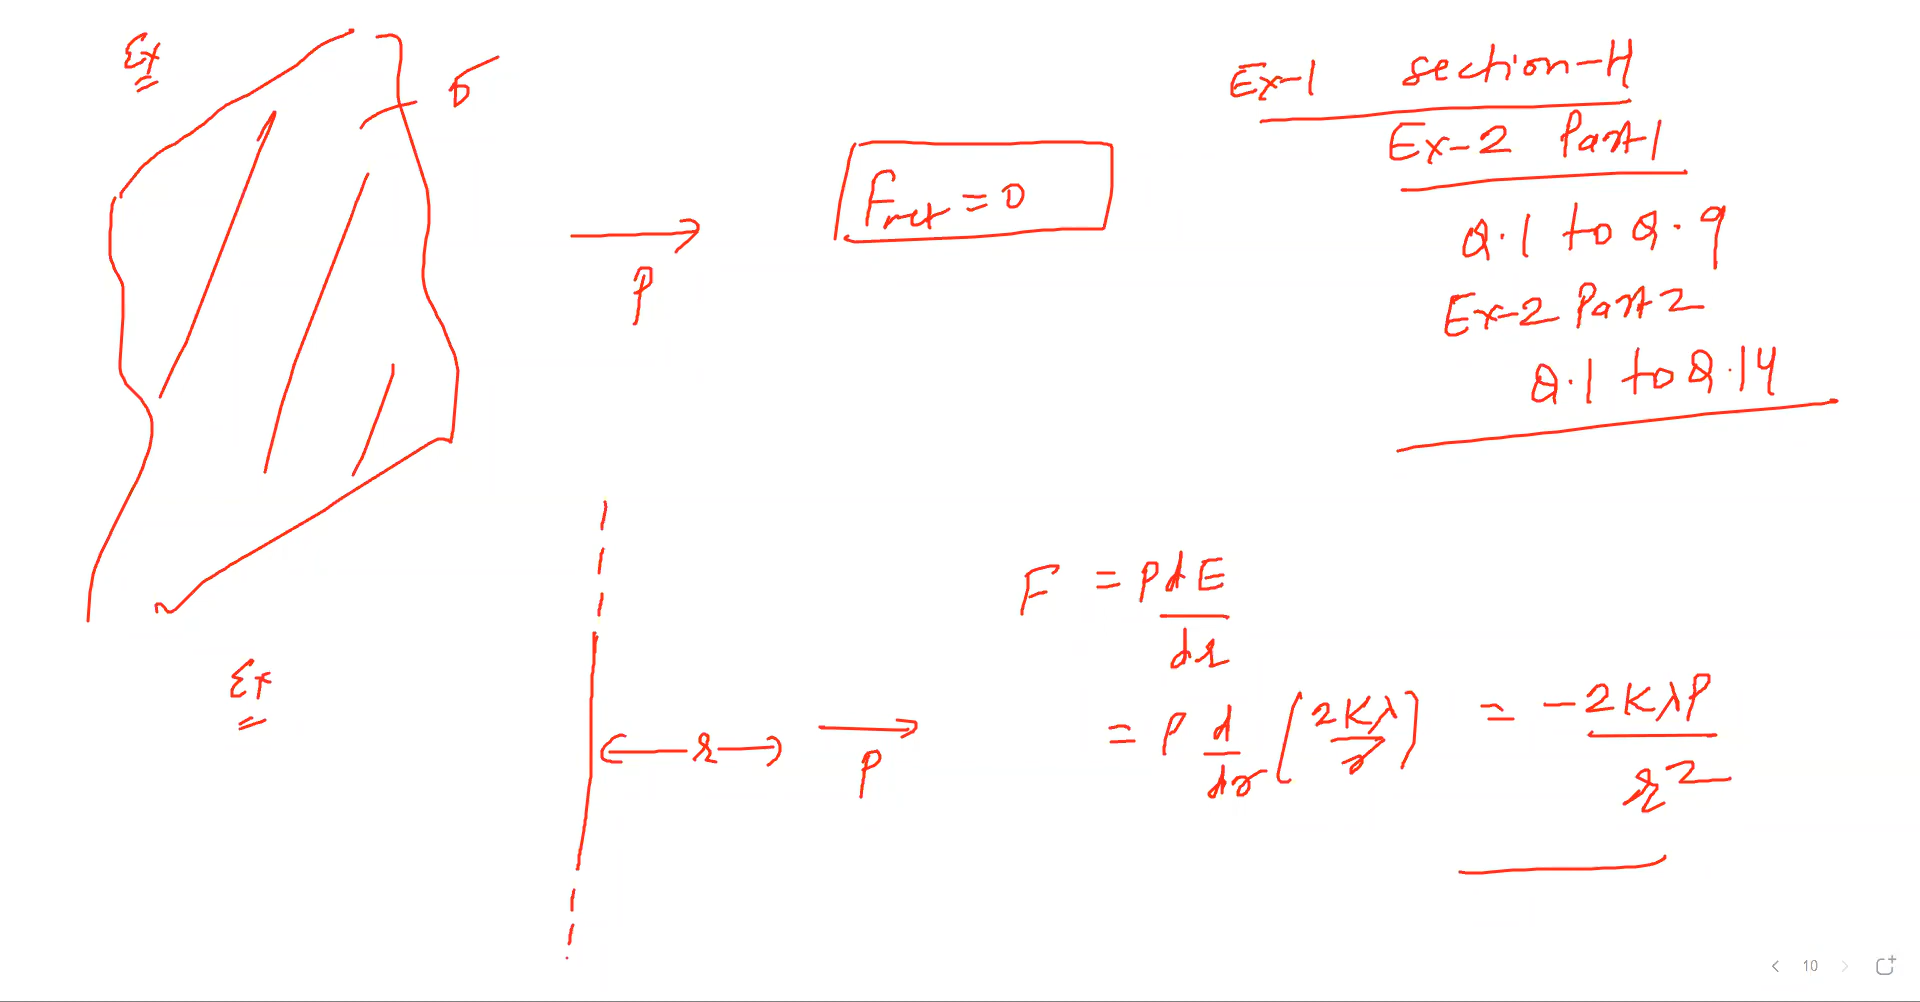 Ex
σ
P
Fnet = 0
Ex-1 Section-H
Ex-2 Part 1
Q.1 to Q.9
Ex-2 Part 2
Q.1 to Q.14
Ex
r
P
F = P dE/dr
= P d/dr (2Kλ/r) = -2KλP/r²
10